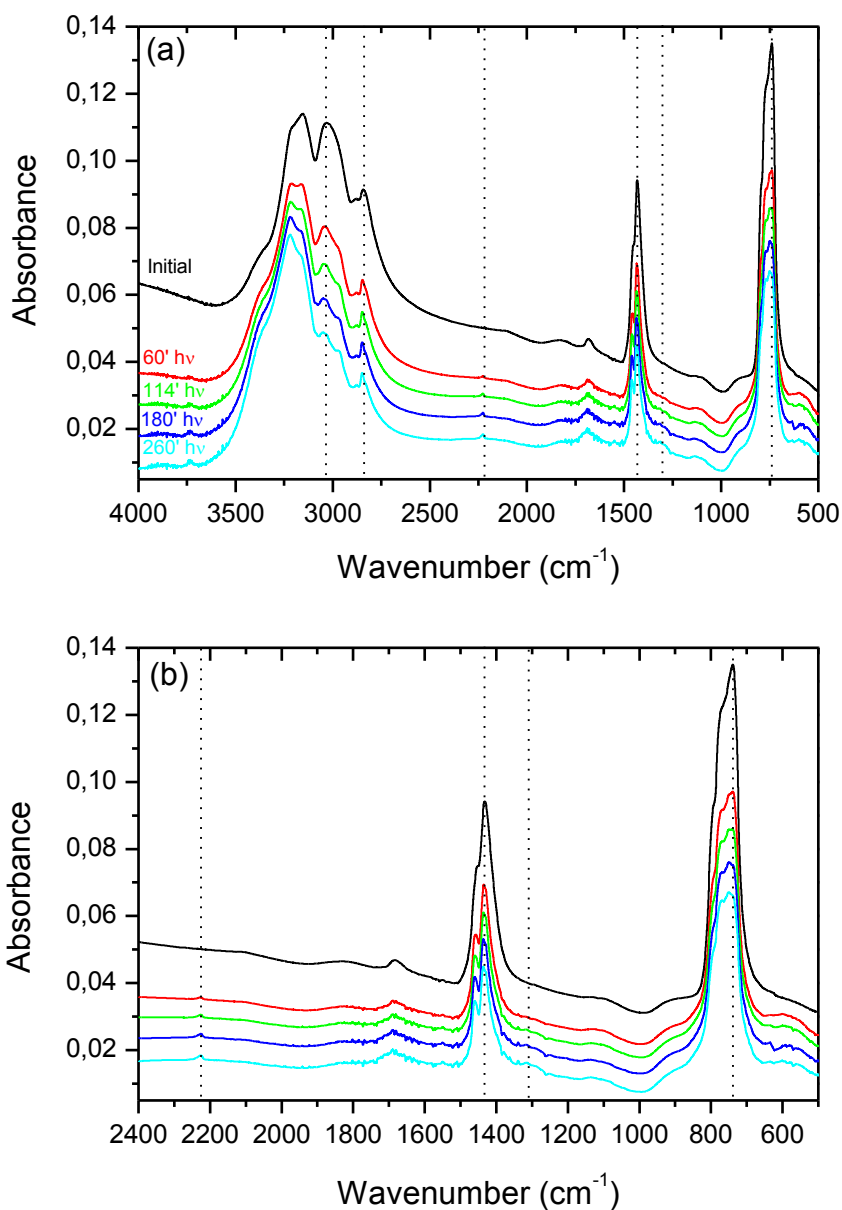 (a)
0,14
0,12
0,10
0,08
0,06
0,04
0,02
Absorbance
Initial
60' hν
114' hν
180' hν
260' hν
4000 3500 3000 2500 2000 1500 1000 500
Wavenumber (cm⁻¹)
(b)
0,14
0,12
0,10
0,08
0,06
0,04
0,02
Absorbance
2400 2200 2000 1800 1600 1400 1200 1000 800 600
Wavenumber (cm⁻¹)